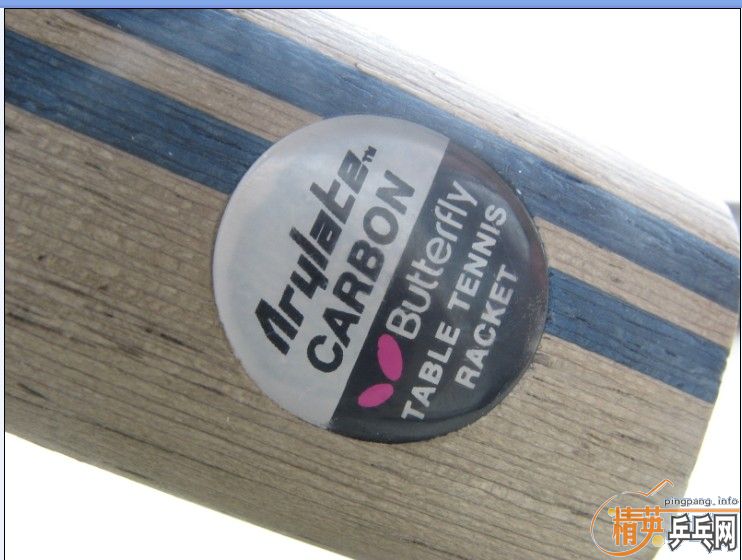 Arylate™
CARBON
Butterfly
TABLE TENNIS
RACKET
pingpang.info
精英乒乓网